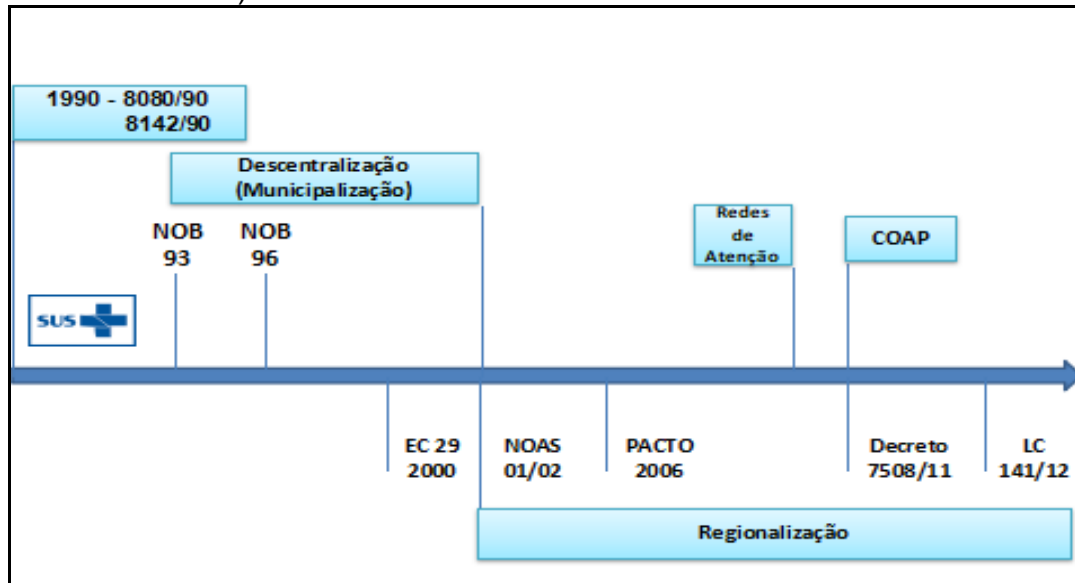 1990 - 8080/90
8142/90
Descentralização
(Municipalização)
NOB
93
NOB
96
Redes
de
Atenção
COAP
SUS
EC 29
2000
NOAS
01/02
PACTO
2006
Decreto
7508/11
LC
141/12
Regionalização